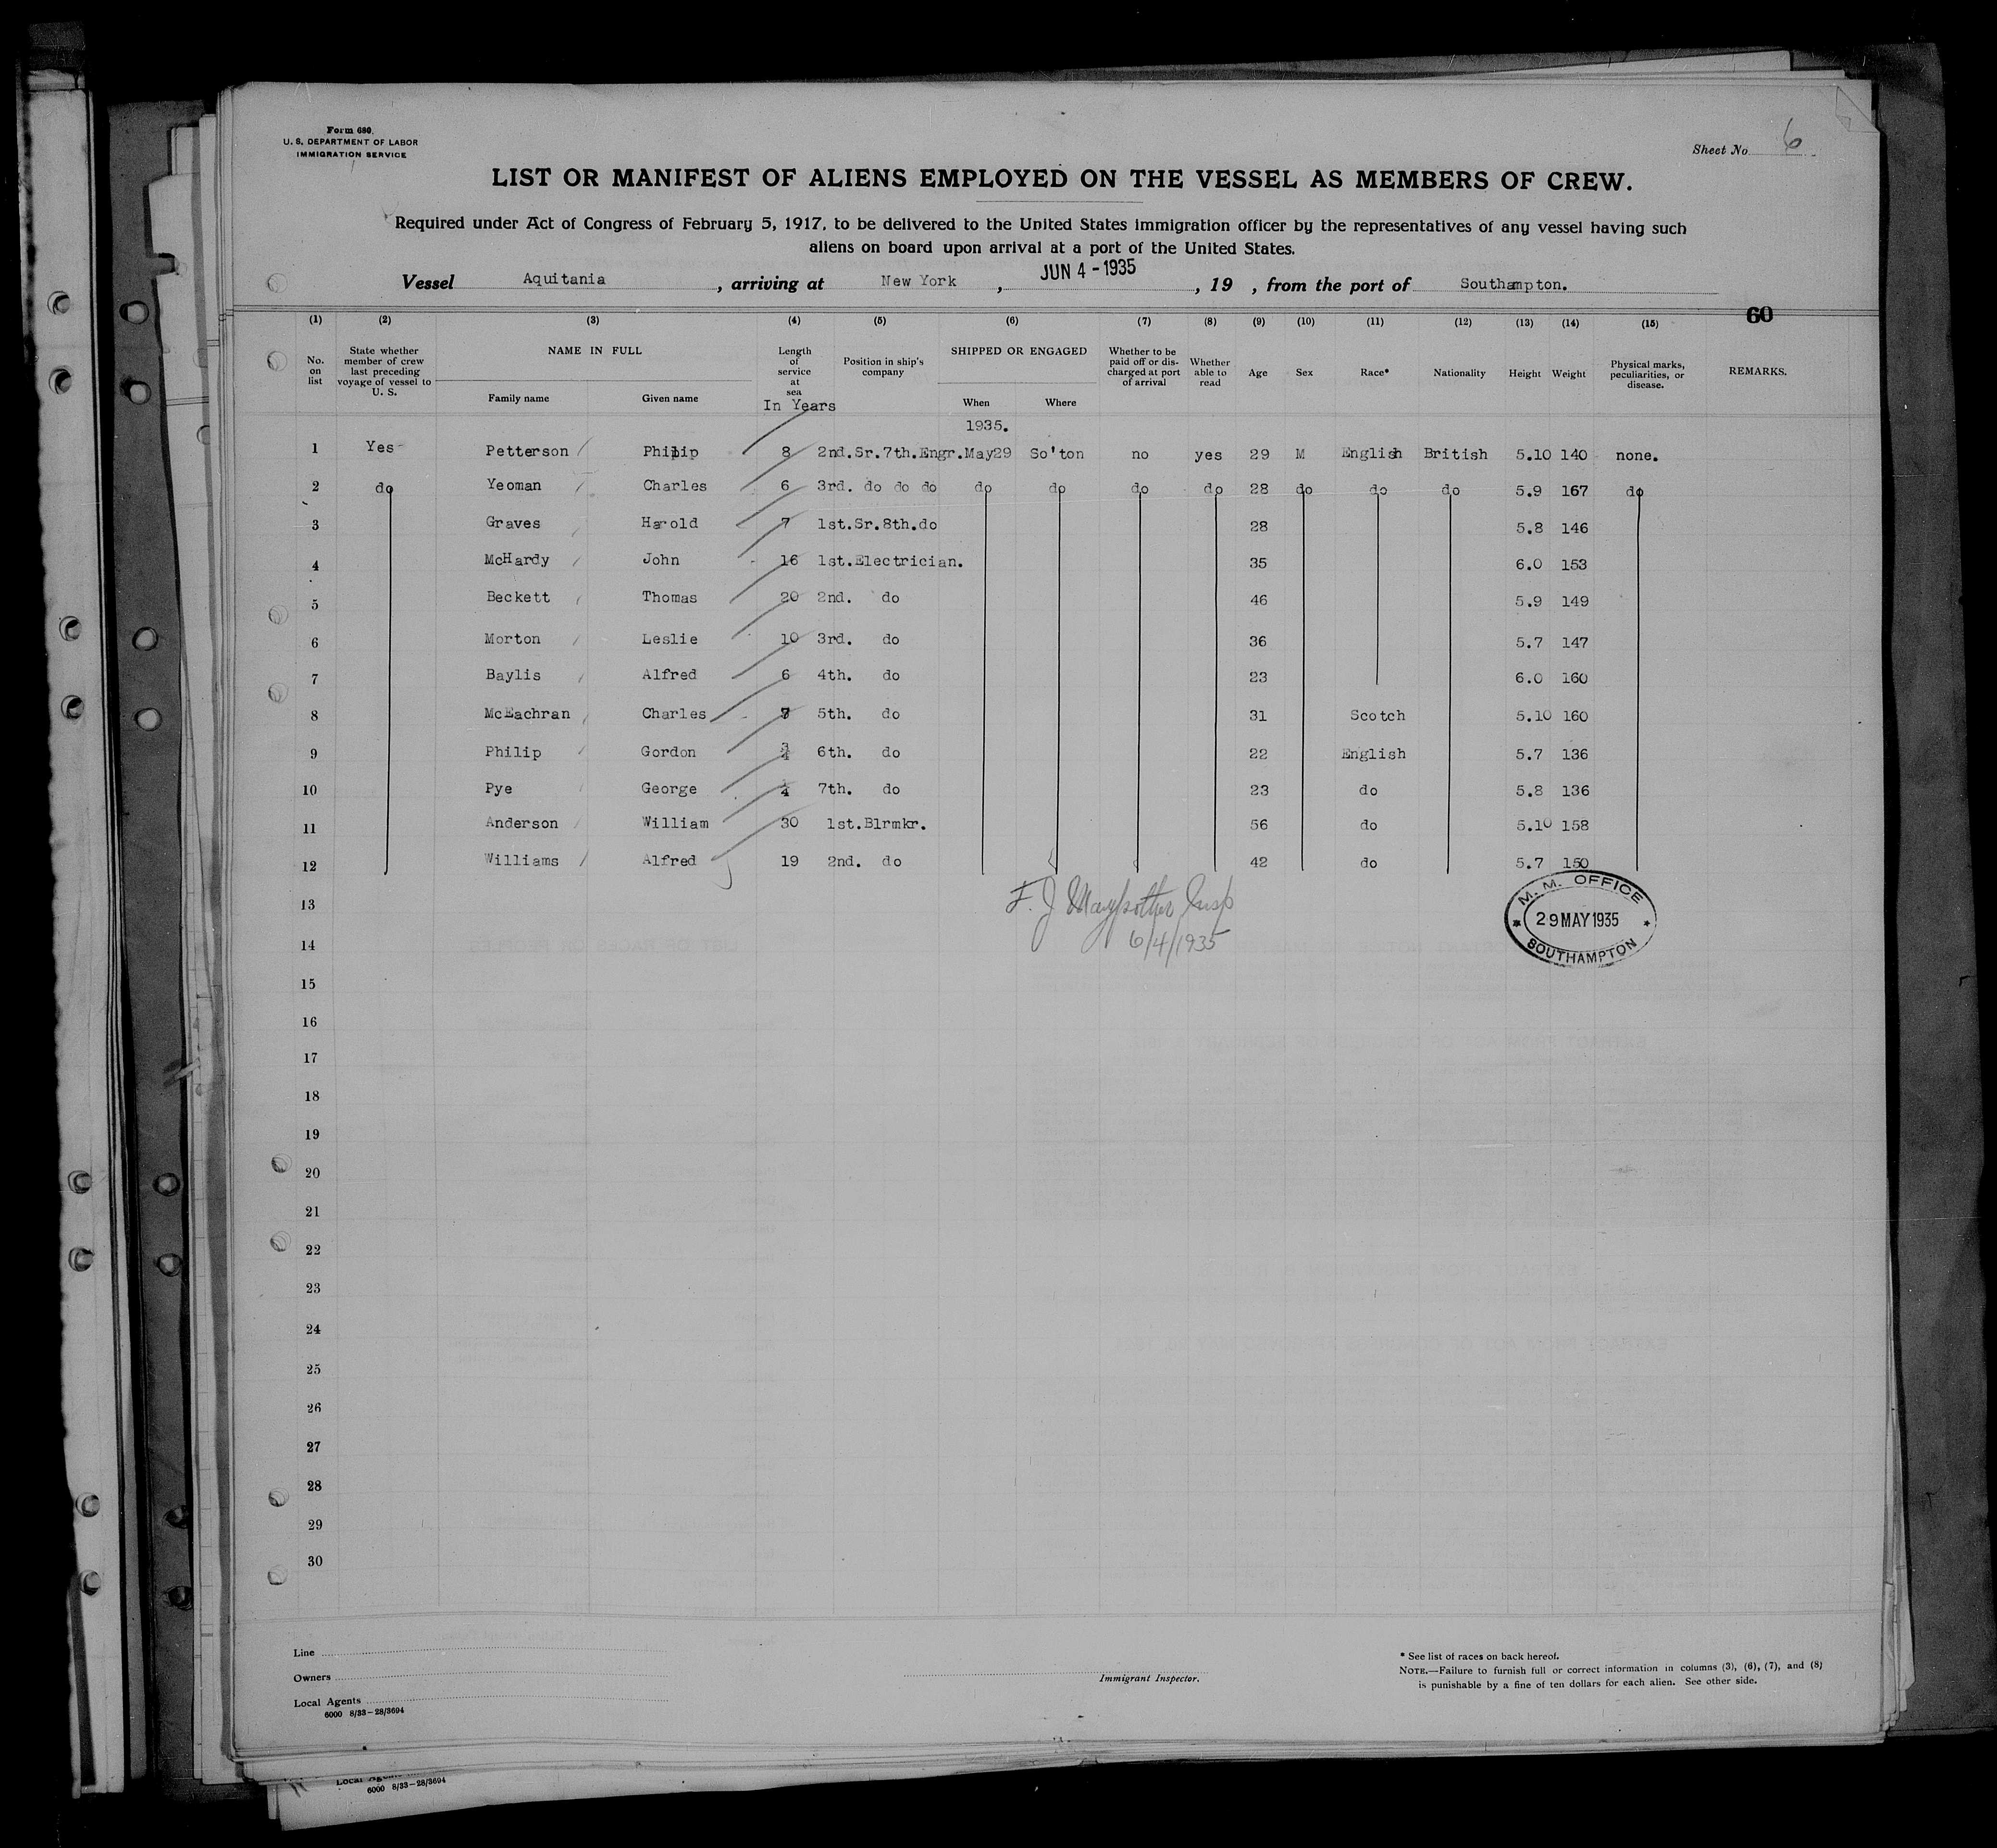 Form 680.
U. S. DEPARTMENT OF LABOR
IMMIGRATION SERVICE
Sheet No. 6
LIST OR MANIFEST OF ALIENS EMPLOYED ON THE VESSEL AS MEMBERS OF CREW.
Required under Act of Congress of February 5, 1917, to be delivered to the United States immigration officer by the representatives of any vessel having such
aliens on board upon arrival at a port of the United States.
Vessel Aquitania, arriving at New York, JUN 4-1935, 19 , from the port of Southampton.
60
(1) (2) (3) (4) (5) (6) (7) (8) (9) (10) (11) (12) (13) (14) (15)
No. on list State whether member of crew last preceding voyage of vessel to U. S. NAME IN FULL Family name Given name Length of service at sea In Years Position in ship's company SHIPPED OR ENGAGED When Where Whether to be paid off or discharged at port of arrival Whether able to read Age Sex Race* Nationality Height Weight Physical marks, peculiarities, or disease. REMARKS.
1935.
1 Yes Petterson Philip 8 2nd.Sr.7th.Engr. May29 So'ton no yes 29 M English British 5.10 140 none.
2 do Yeoman Charles 6 3rd. do do do do do do do 28 do do do 5.9 167 do
3 Graves Harold 7 1st.Sr.8th.do 28 5.8 146
4 McHardy John 16 1st.Electrician. 35 6.0 153
5 Beckett Thomas 20 2nd. do 46 5.9 149
6 Morton Leslie 10 3rd. do 36 5.7 147
7 Baylis Alfred 6 4th. do 23 6.0 160
8 McEachran Charles 5th. do 31 Scotch 5.10 160
9 Philip Gordon 6th. do 22 English 5.7 136
10 Pye George 7th. do 23 do 5.8 136
11 Anderson William 30 1st.Blrmkr. 56 do 5.10 158
12 Williams Alfred 19 2nd. do 42 do 5.7 150
13
14
15
16
17
18
19
20
21
22
23
24
25
26
27
28
29
30
F. J. Insp
6/4/1935
M. M. OFFICE
29 MAY 1935
SOUTHAMPTON
Line
Owners
Local Agents
6000 8/33-28/3694
Immigrant Inspector.
* See list of races on back hereof.
NOTE.—Failure to furnish full or correct information in columns (3), (6), (7), and (8)
is punishable by a fine of ten dollars for each alien. See other side.
Local Agents
6000 8/33-28/3694